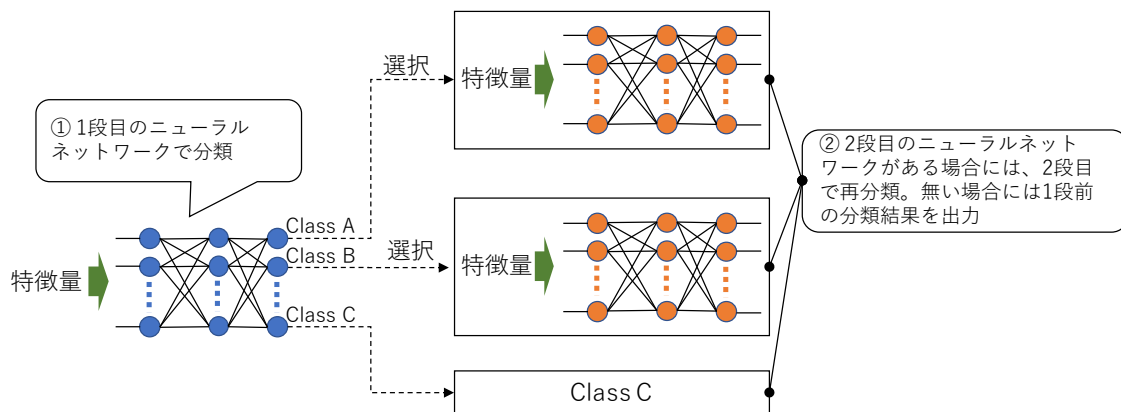 ① 1段目のニューラル
ネットワークで分類
特徴量
Class A
Class B
Class C
選択
選択
特徴量
特徴量
Class C
② 2段目のニューラルネット
ワークがある場合には、2段目
で再分類。無い場合には1段前
の分類結果を出力